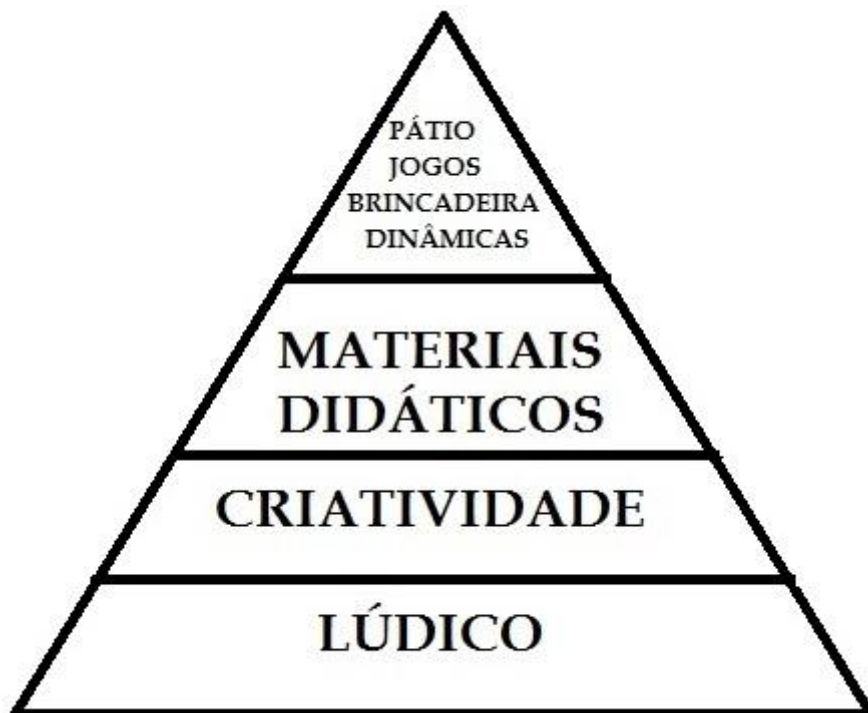 PÁTIO
JOGOS
BRINCADEIRA
DINÂMICAS
MATERIAIS
DIDÁTICOS
CRIATIVIDADE
LÚDICO